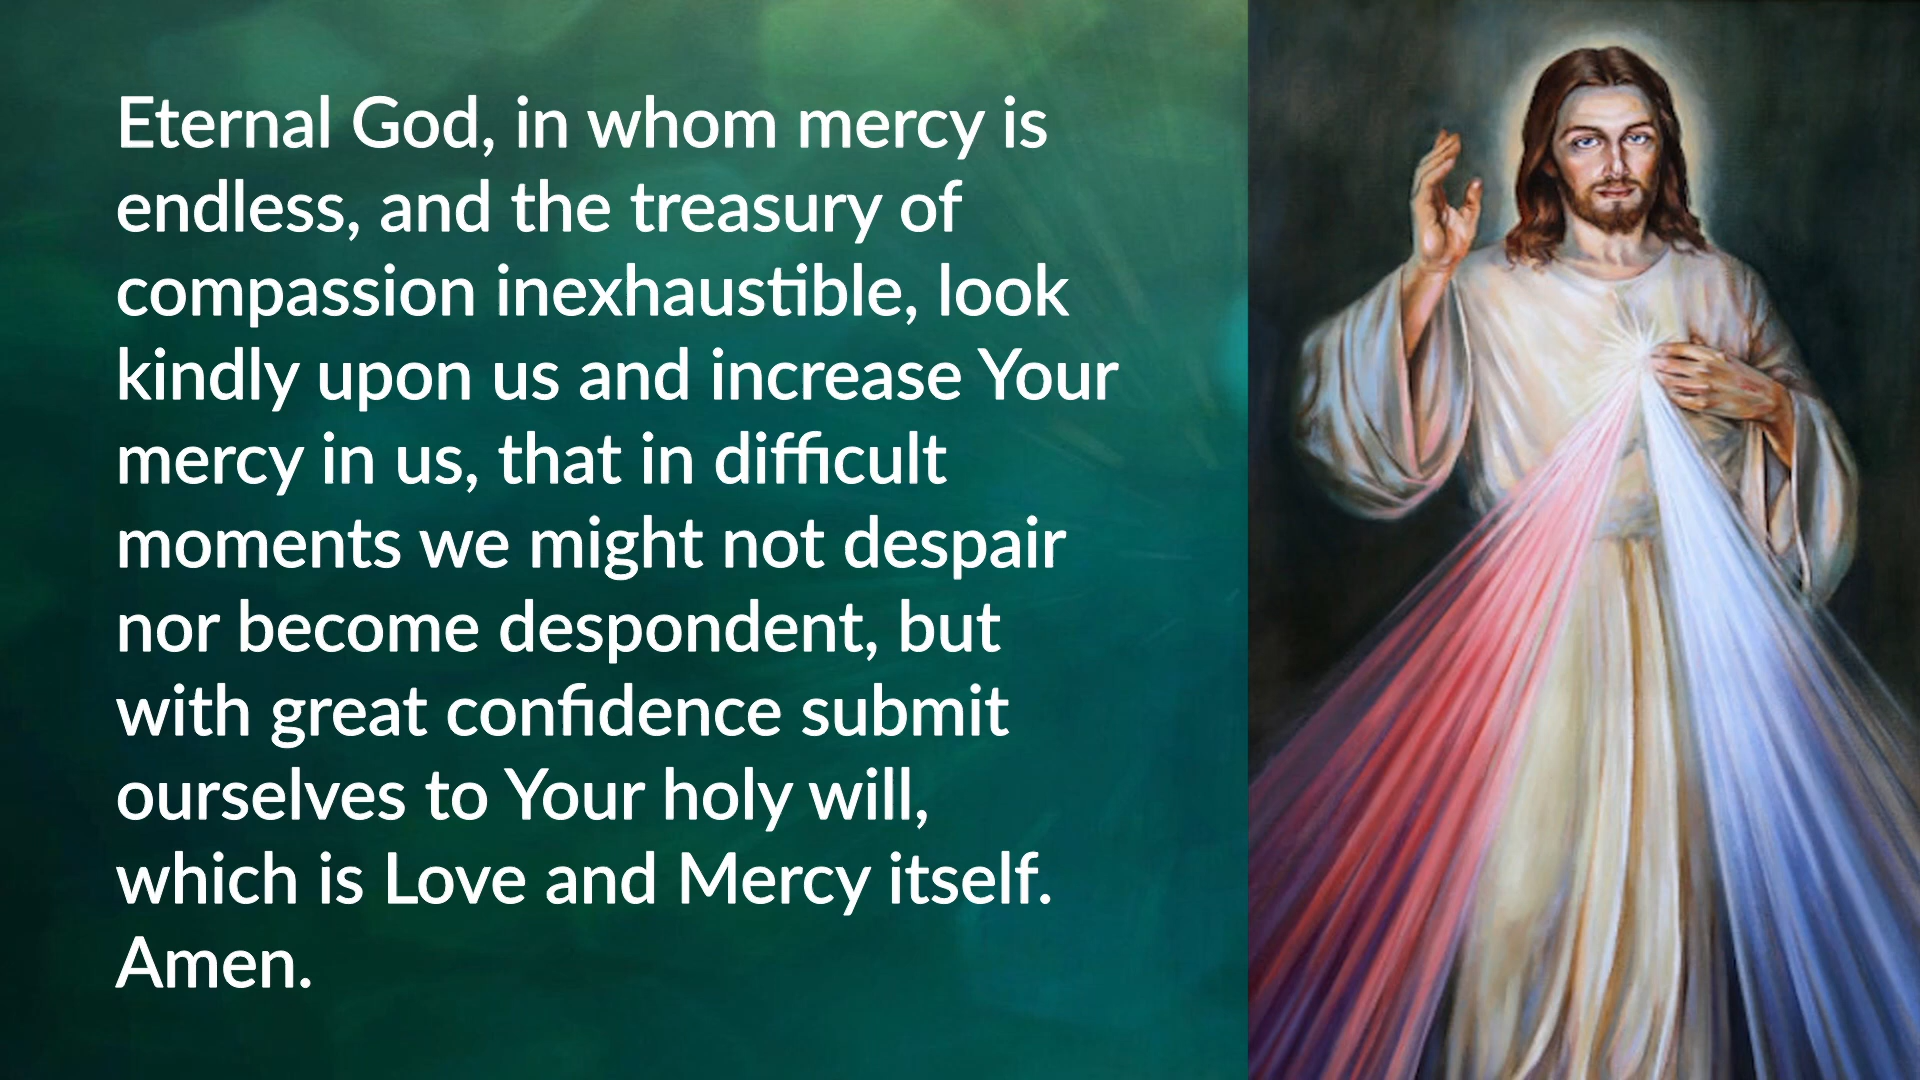 Eternal God, in whom mercy is
endless, and the treasury of
compassion inexhaustible, look
kindly upon us and increase Your
mercy in us, that in difficult
moments we might not despair
nor become despondent, but
with great confidence submit
ourselves to Your holy will,
which is Love and Mercy itself.
Amen.